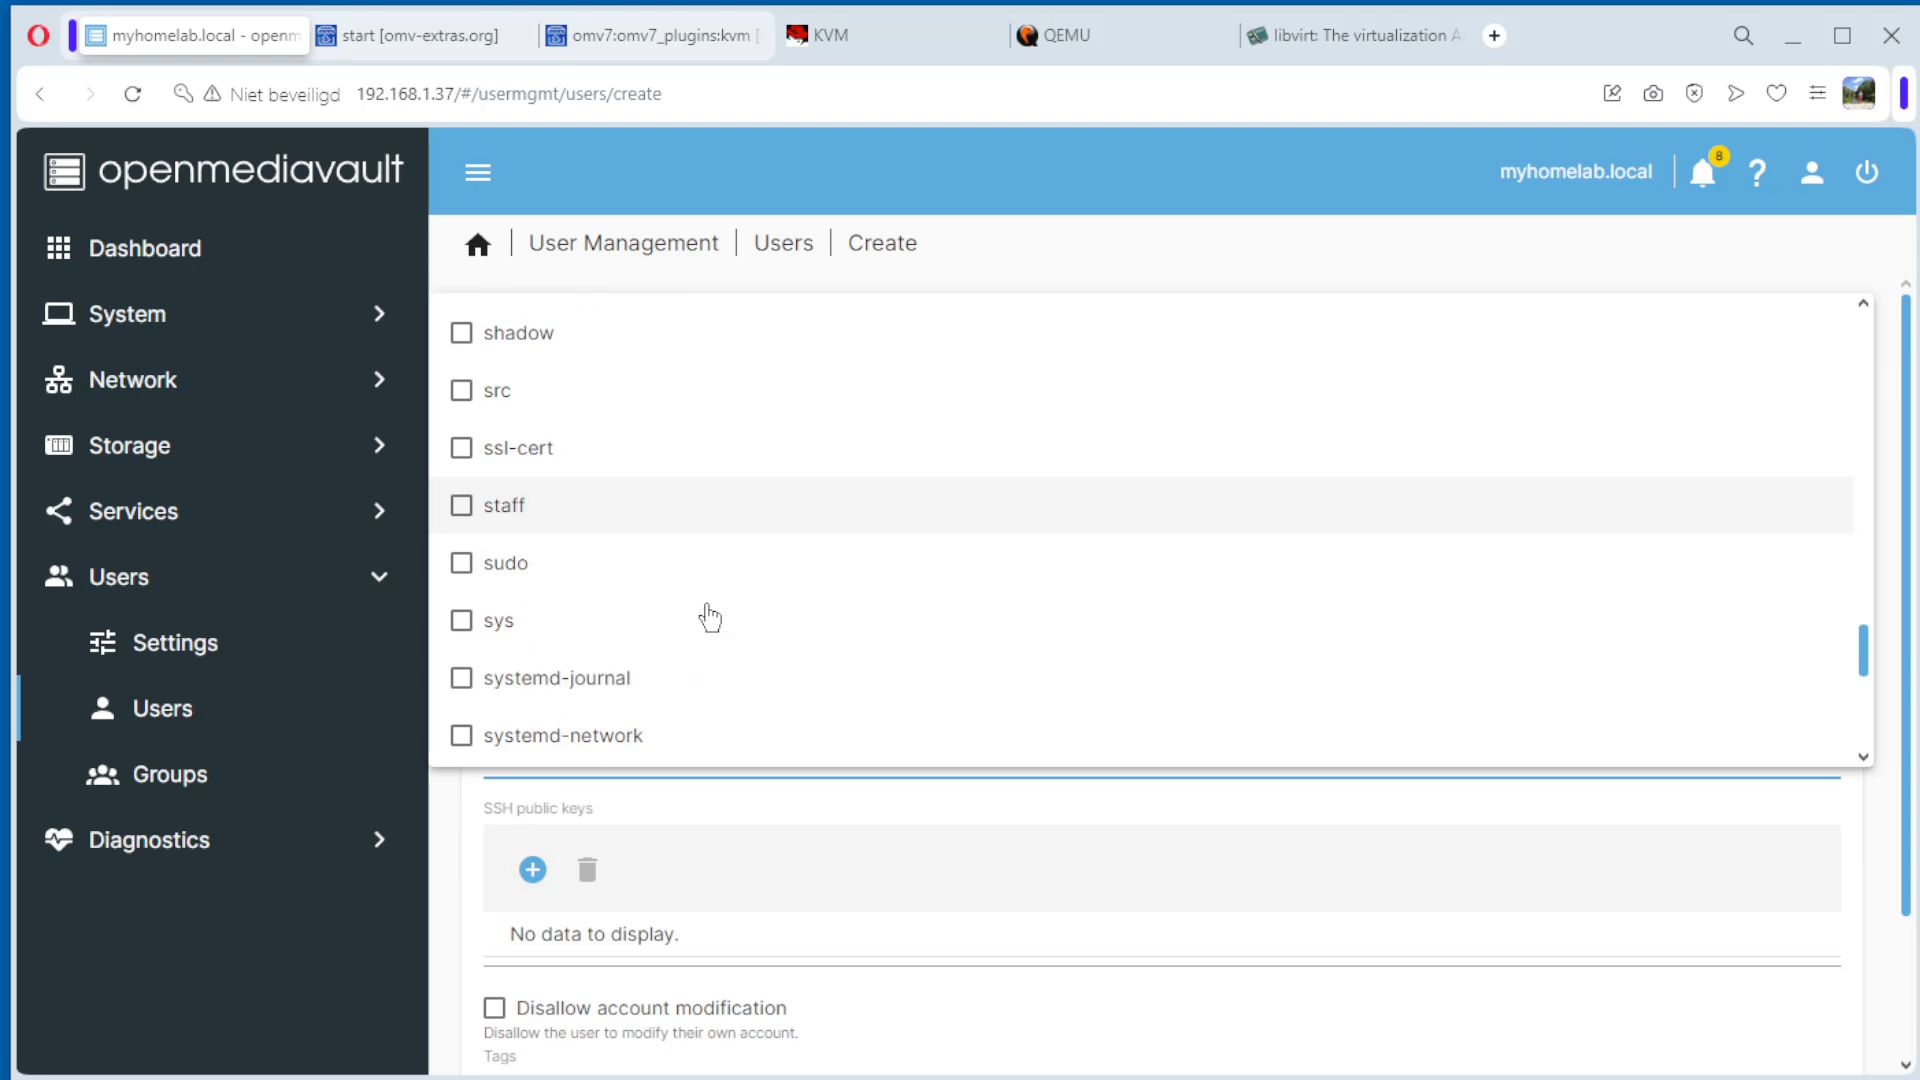 myhomelab.local - openm
start [omv-extras.org]
omv7:omv7_plugins:kvm [
KVM
QEMU
libvirt: The virtualization A
Niet beveiligd
192.168.1.37/#/usermgmt/users/create
openmediavault
myhomelab.local
8
?
Dashboard
System
Network
Storage
Services
Users
Settings
Users
Groups
Diagnostics
User Management
Users
Create
shadow
src
ssl-cert
staff
sudo
sys
systemd-journal
systemd-network
SSH public keys
No data to display.
Disallow account modification
Disallow the user to modify their own account.
Tags